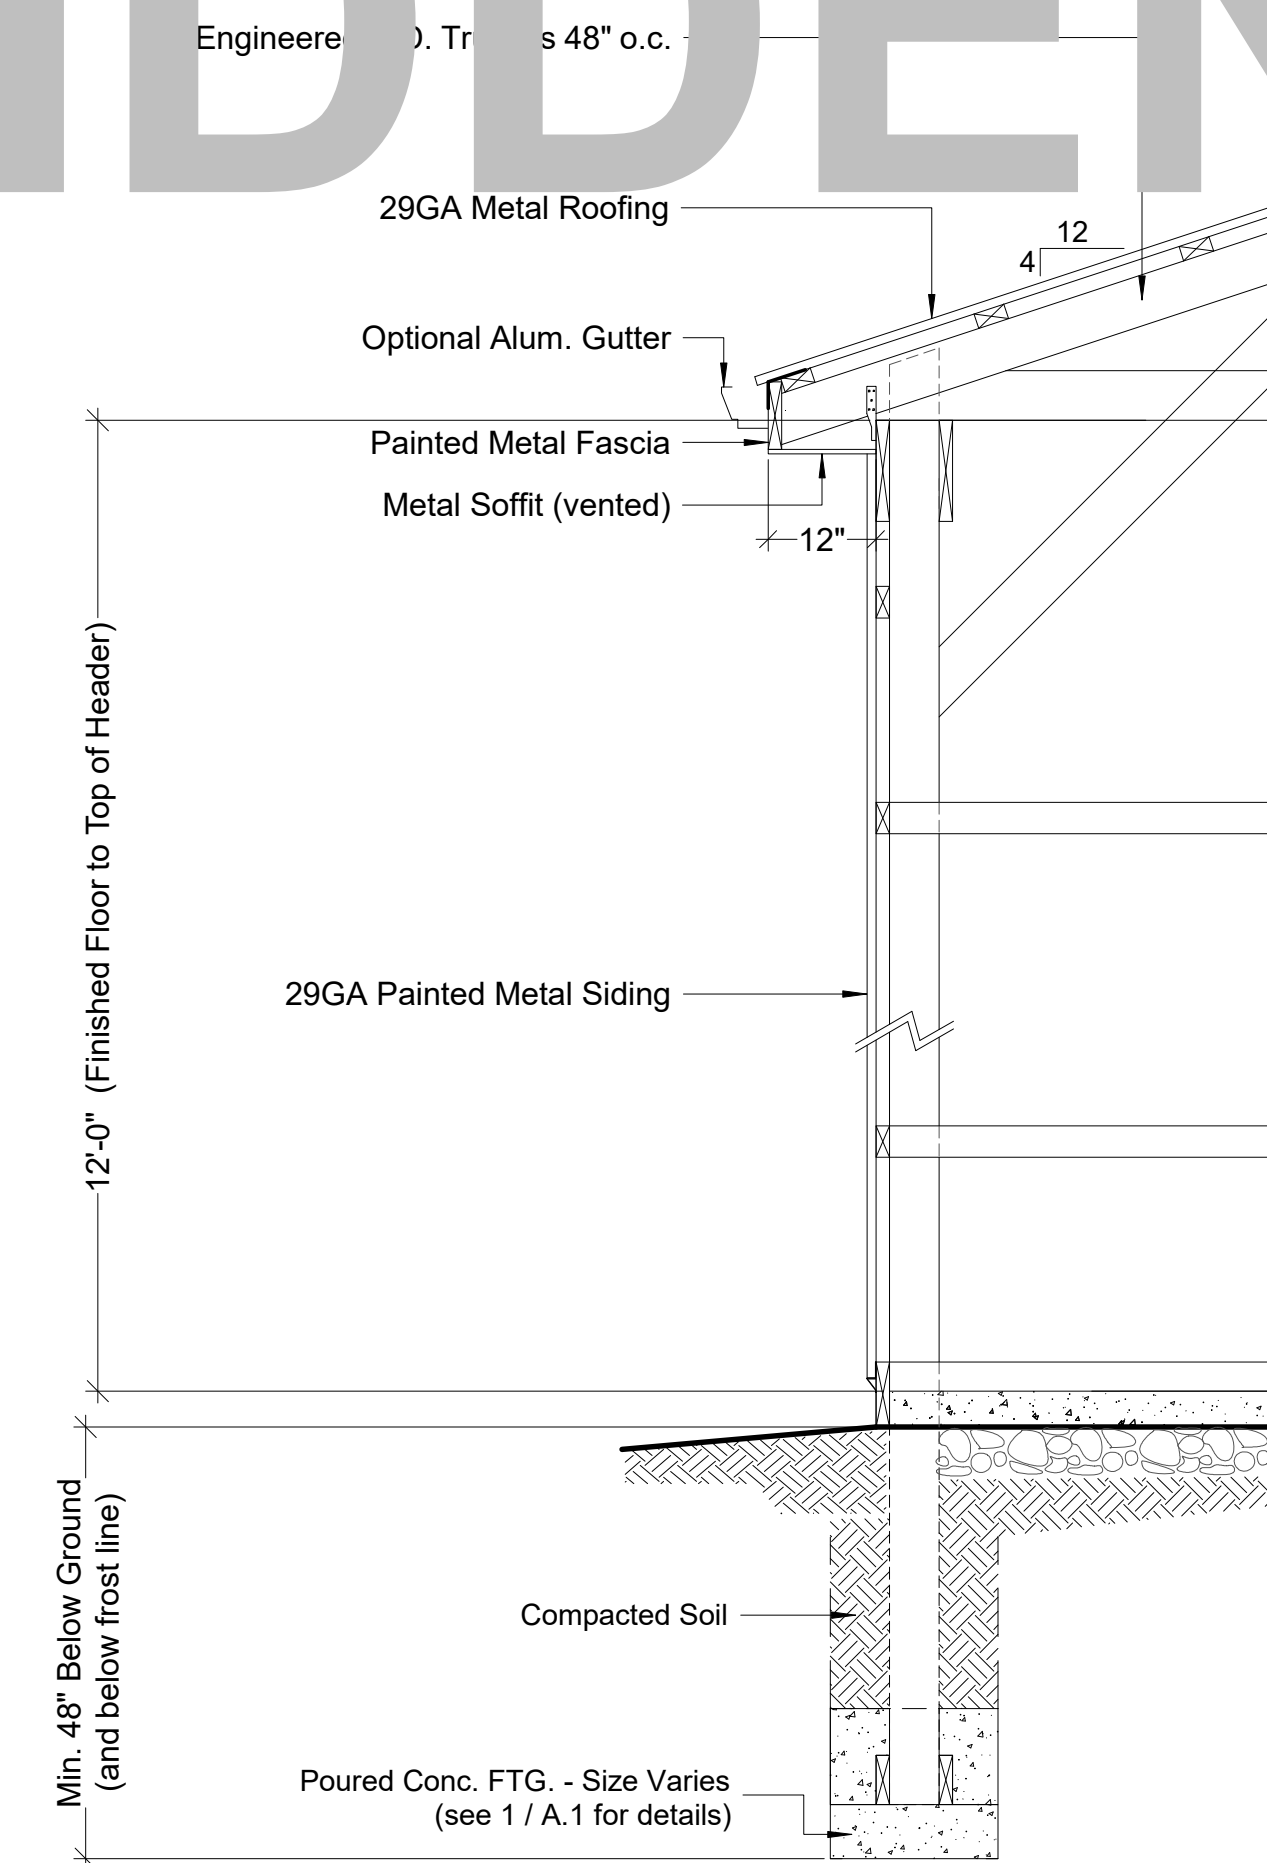 IDDEN
s 48" o.c.
29GA Metal Roofing
12
4
Optional Alum. Gutter
Painted Metal Fascia
Metal Soffit (vented)
12"
12'-0" (Finished Floor to Top of Header)
29GA Painted Metal Siding
Min. 48" Below Ground
(and below frost line)
Compacted Soil
Poured Conc. FTG. - Size Varies
(see 1 / A.1 for details)